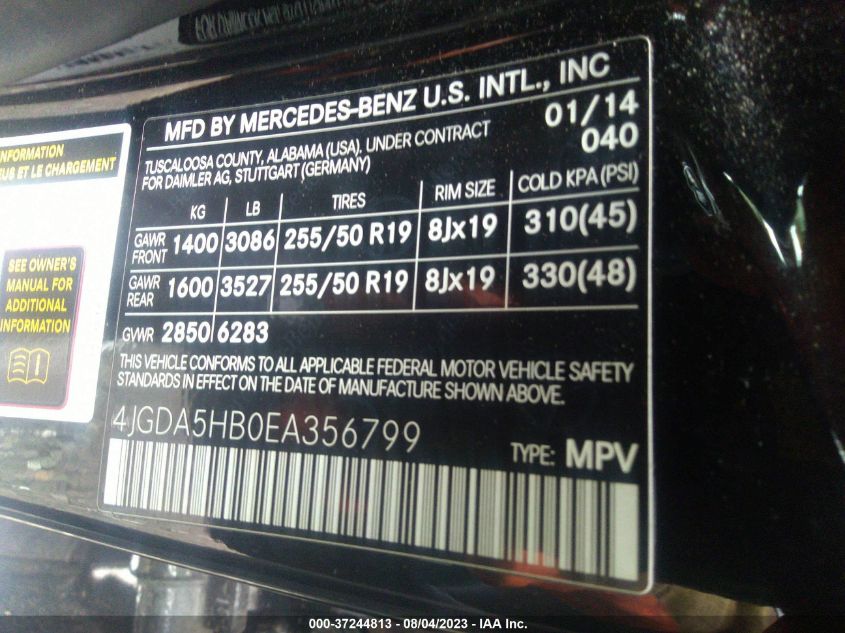 MFD BY MERCEDES-BENZ U.S. INTL., INC
01/14
TUSCALOOSA COUNTY, ALABAMA (USA). UNDER CONTRACT
040
FOR DAIMLER AG, STUTTGART (GERMANY)
KG LB TIRES RIM SIZE COLD KPA (PSI)
GAWR FRONT 1400 3086 255/50 R19 8Jx19 310(45)
GAWR REAR 1600 3527 255/50 R19 8Jx19 330(48)
GVWR 2850 6283
THIS VEHICLE CONFORMS TO ALL APPLICABLE FEDERAL MOTOR VEHICLE SAFETY
STANDARDS IN EFFECT ON THE DATE OF MANUFACTURE SHOWN ABOVE.
4JGDA5HB0EA356799
TYPE: MPV
NFORMATION
ET LE CHARGEMENT
SEE OWNER'S
MANUAL FOR
ADDITIONAL
INFORMATION
000-37244813 - 08/04/2023 - IAA Inc.